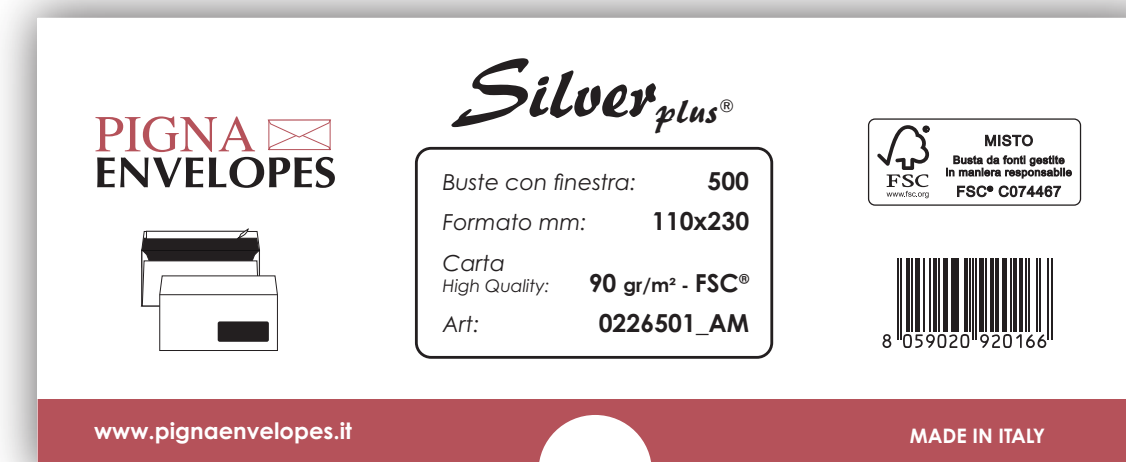 PIGNA
ENVELOPES
Silver plus®
Buste con finestra: 500
Formato mm: 110x230
Carta
High Quality: 90 gr/m² - FSC®
Art: 0226501_AM
FSC
www.fsc.org
MISTO
Busta da fonti gestite
in maniera responsabile
FSC® C074467
8 059020 920166
www.pignaenvelopes.it
MADE IN ITALY